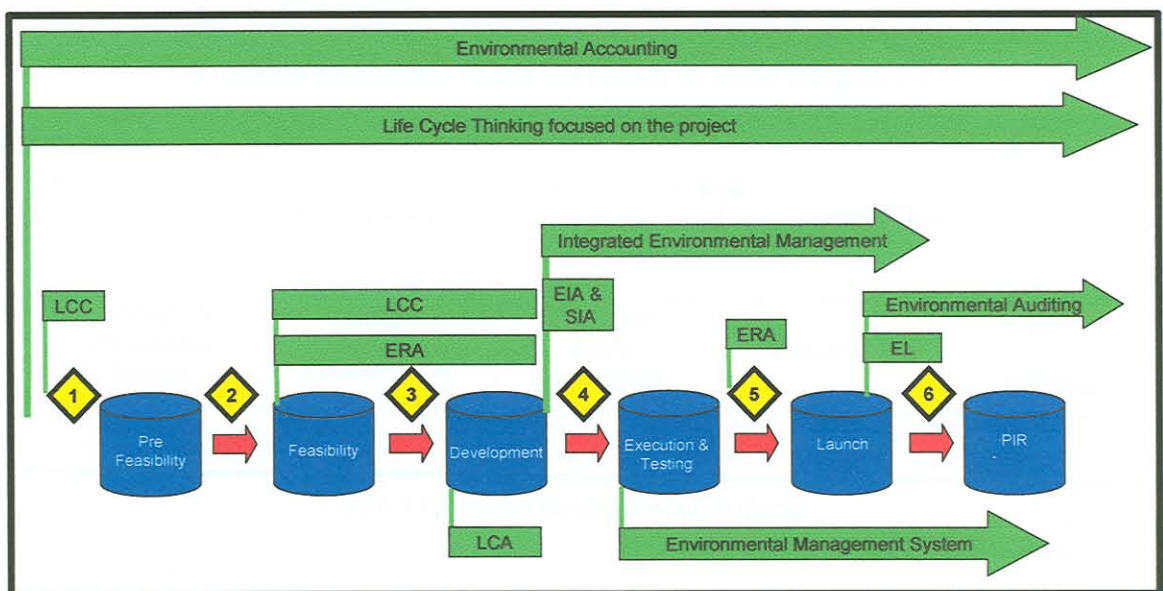 Environmental Accounting
Life Cycle Thinking focused on the project
Integrated Environmental Management
LCC
LCC
EIA &
SIA
Environmental Auditing
ERA
ERA
EL
1
2
3
4
5
6
Pre
Feasibility
Feasibility
Development
Execution &
Testing
Launch
PIR
LCA
Environmental Management System